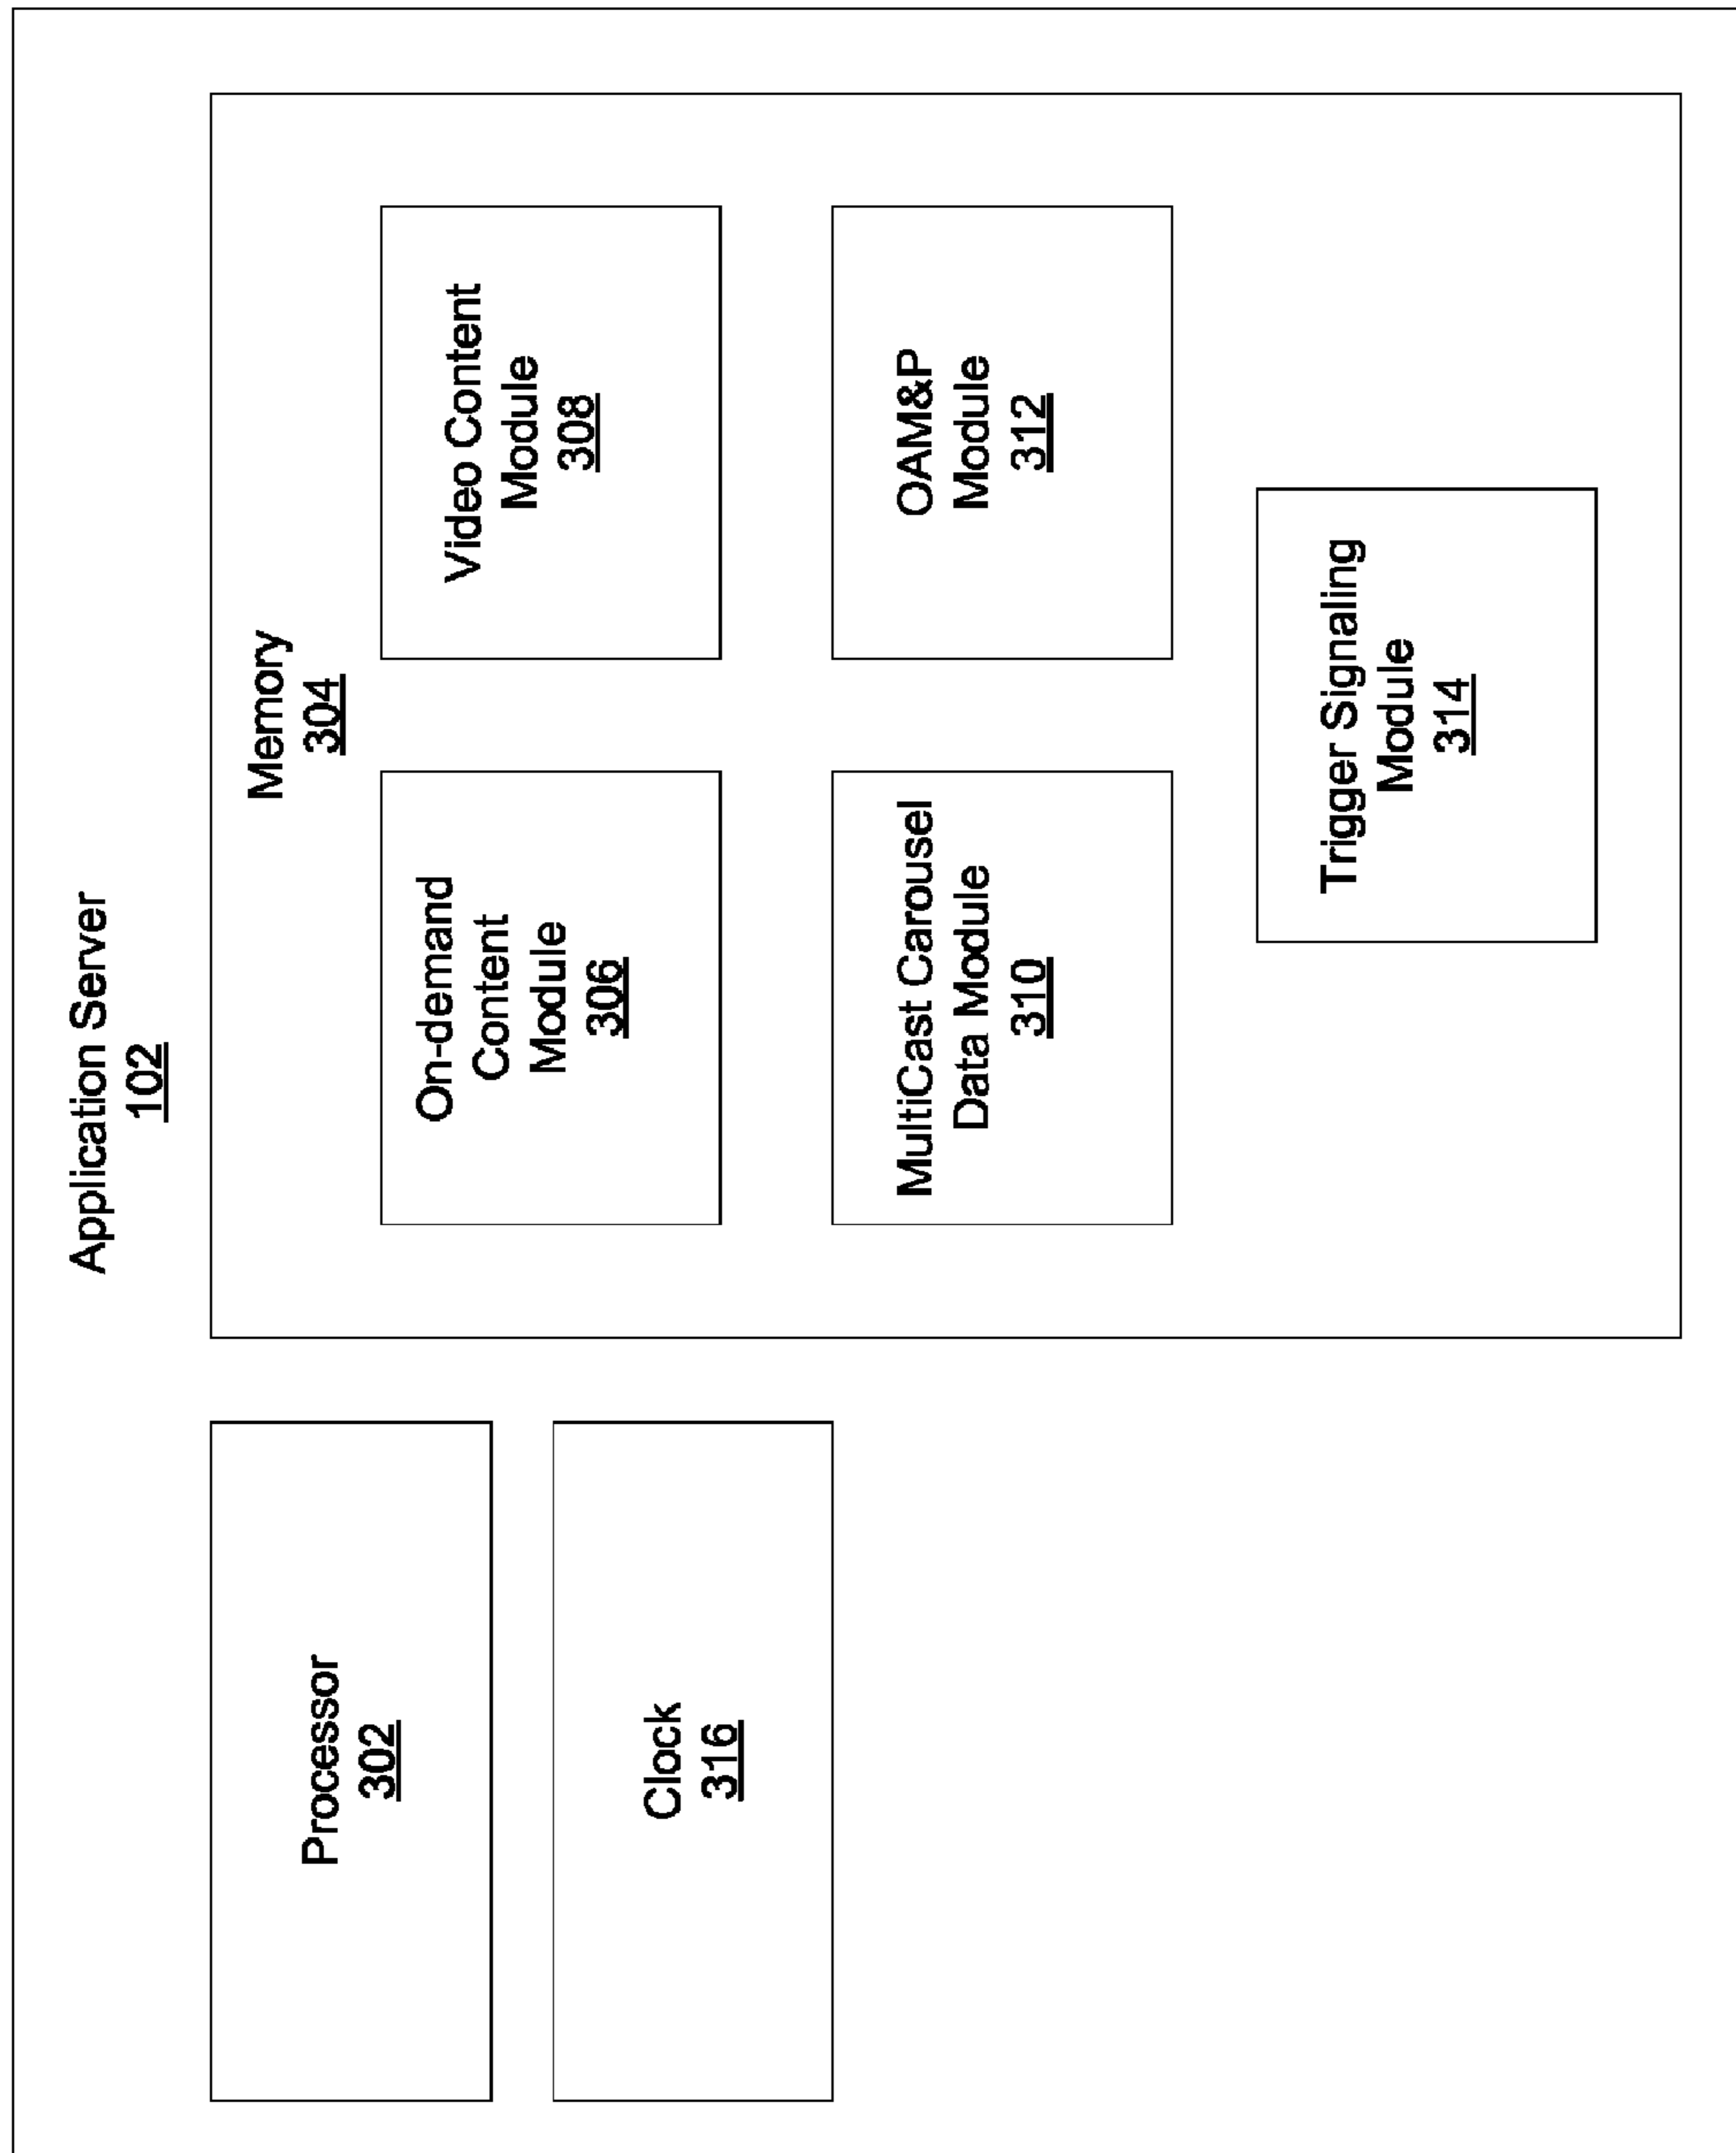 Application Server
102
Processor
302
Clock
316
Memory
304
On-demand
Content
Module
306
Video Content
Module
308
MultiCast Carousel
Data Module
310
OAM&P
Module
312
Trigger Signaling
Module
314